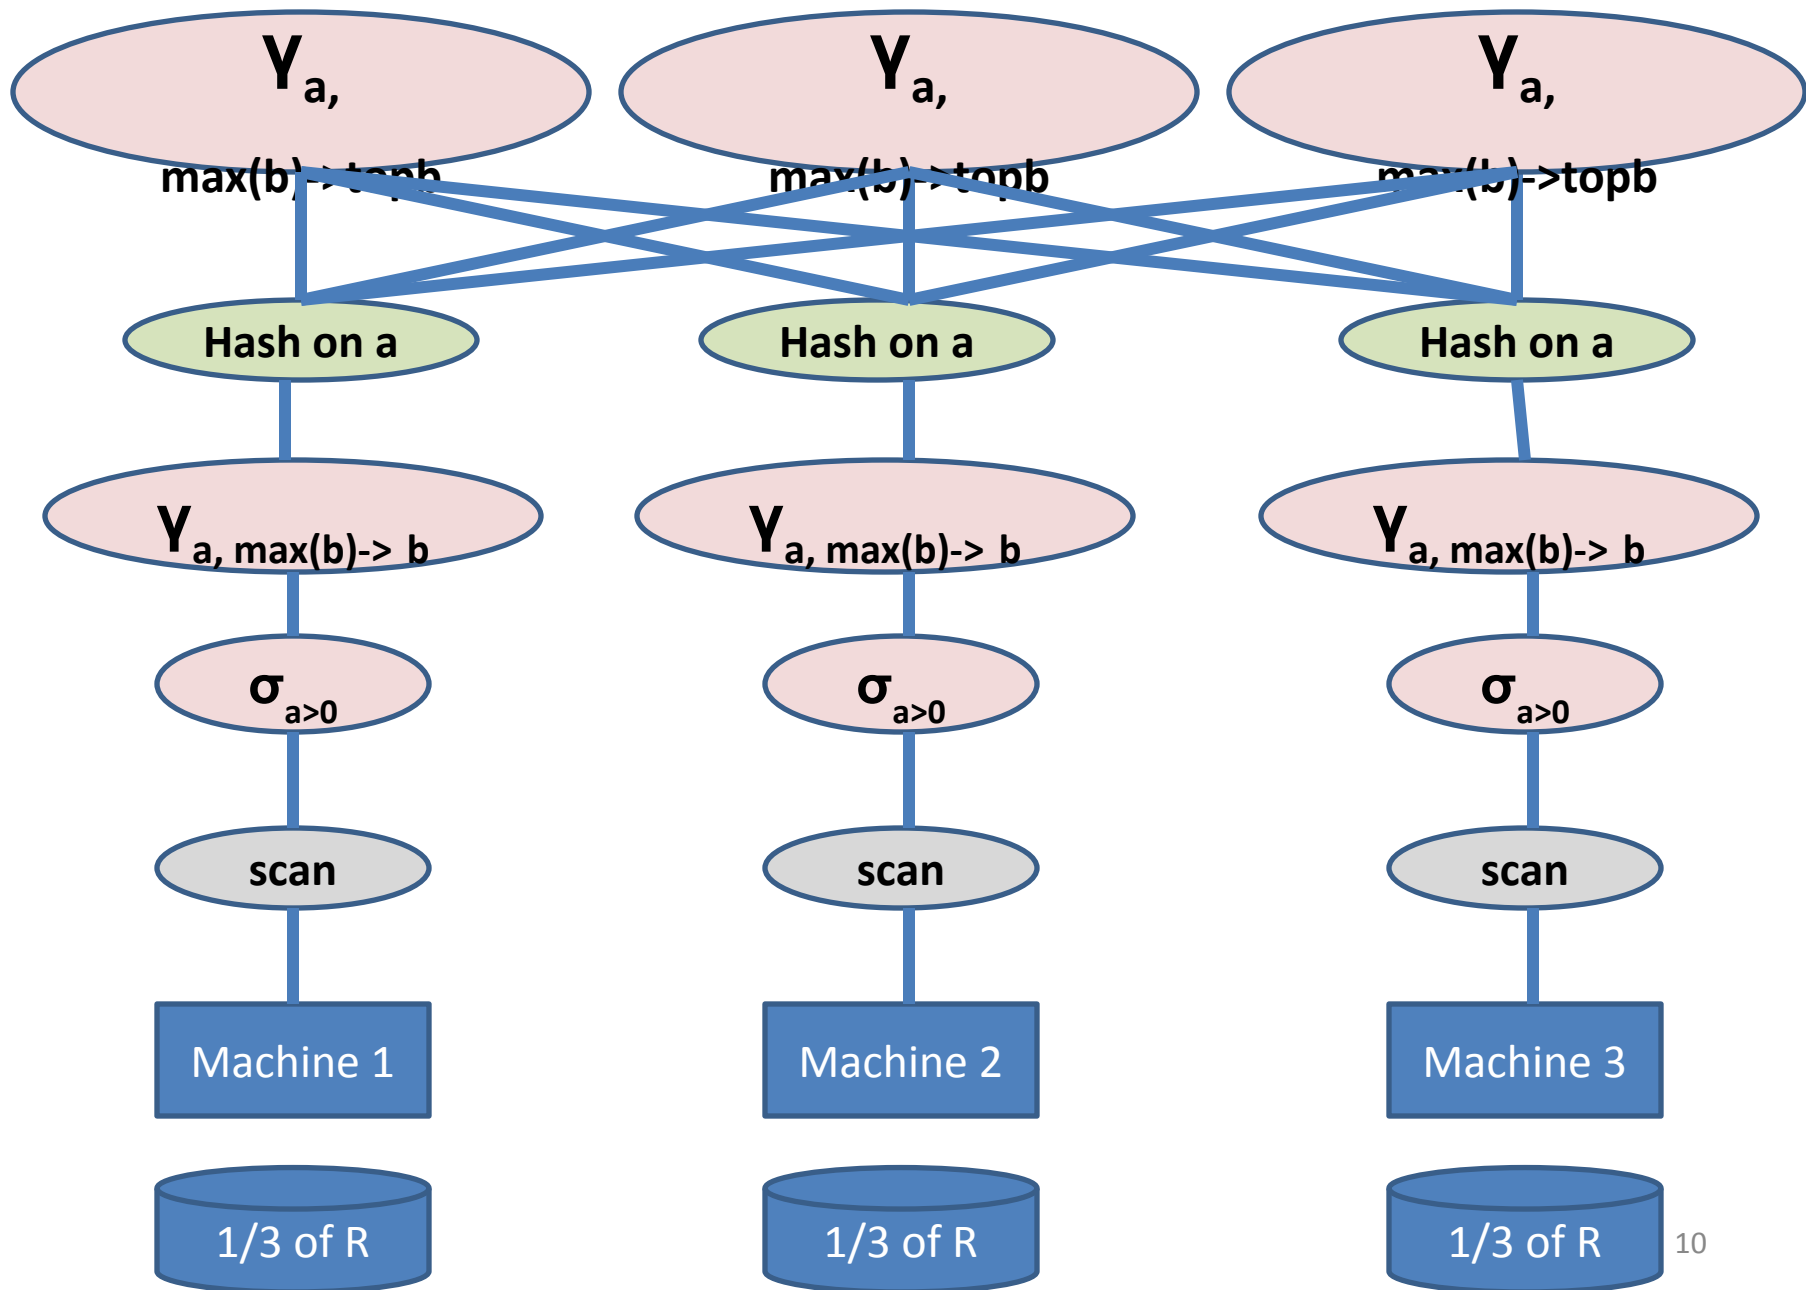 γa,
max(b)->topb
γa,
max(b)->topb
γa,
max(b)->topb
Hash on a
Hash on a
Hash on a
γa, max(b)-> b
γa, max(b)-> b
γa, max(b)-> b
σa>0
σa>0
σa>0
scan
scan
scan
Machine 1
Machine 2
Machine 3
1/3 of R
1/3 of R
1/3 of R
10